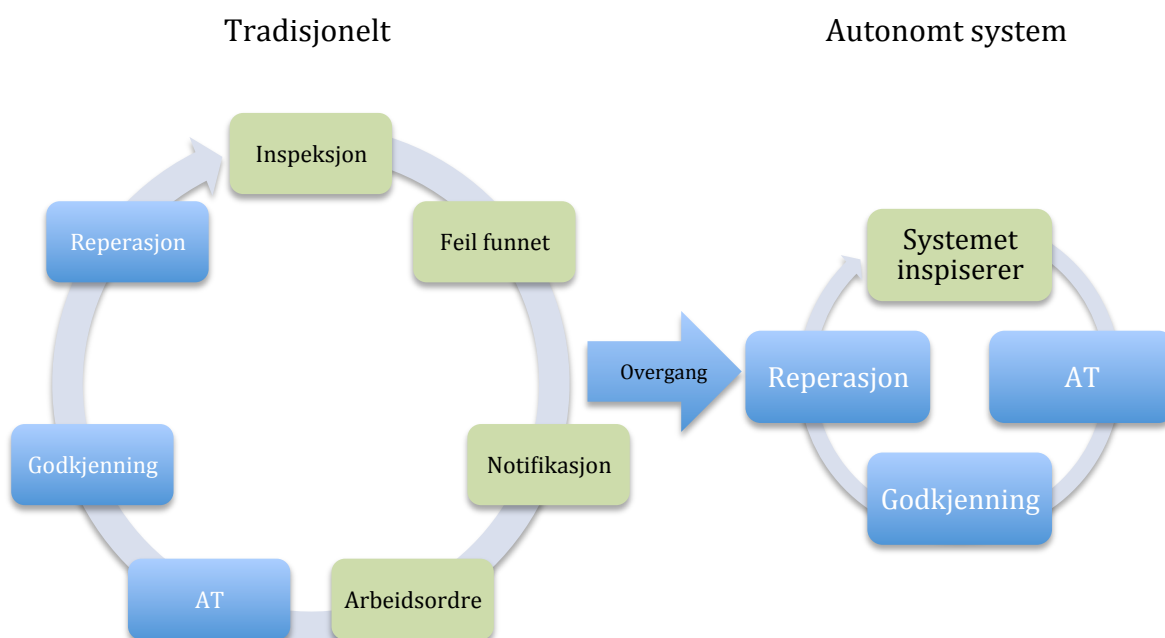 Tradisjonelt
Autonomt system
Inspeksjon
Feil funnet
Notifikasjon
Arbeidsordre
AT
Godkjenning
Reperasjon
Overgang
Systemet
inspiserer
AT
Godkjenning
Reperasjon